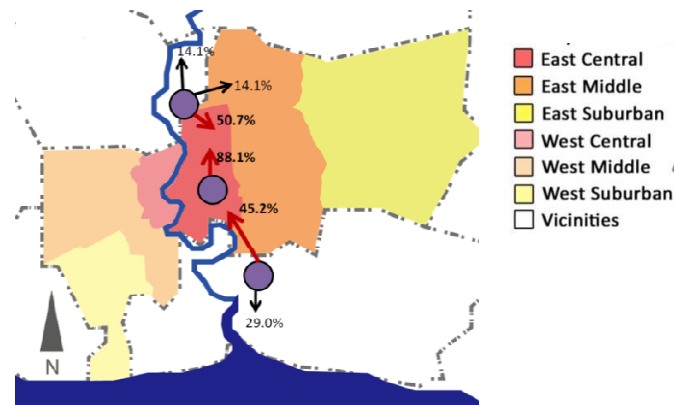 14.1%
14.1%
50.7%
88.1%
45.2%
29.0%
N
East Central
East Middle
East Suburban
West Central
West Middle
West Suburban
Vicinities